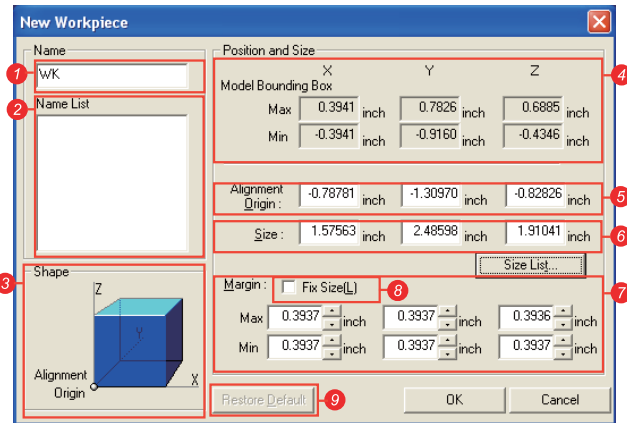 New Workpiece
Name
1
WK
2
Name List
3
Shape
Z
Y
X
Alignment
Origin
Position and Size
X Y Z
4
Model Bounding Box
Max 0.3941 inch 0.7826 inch 0.6885 inch
Min -0.3941 inch -0.9160 inch -0.4346 inch
Alignment
Origin : -0.78781 inch -1.30970 inch -0.82826 inch 5
Size : 1.57563 inch 2.48598 inch 1.91041 inch 6
Size List...
Margin : Fix Size(L) 8
7
Max 0.3937 inch 0.3937 inch 0.3936 inch
Min 0.3937 inch 0.3937 inch 0.3937 inch
Restore Default 9 OK Cancel